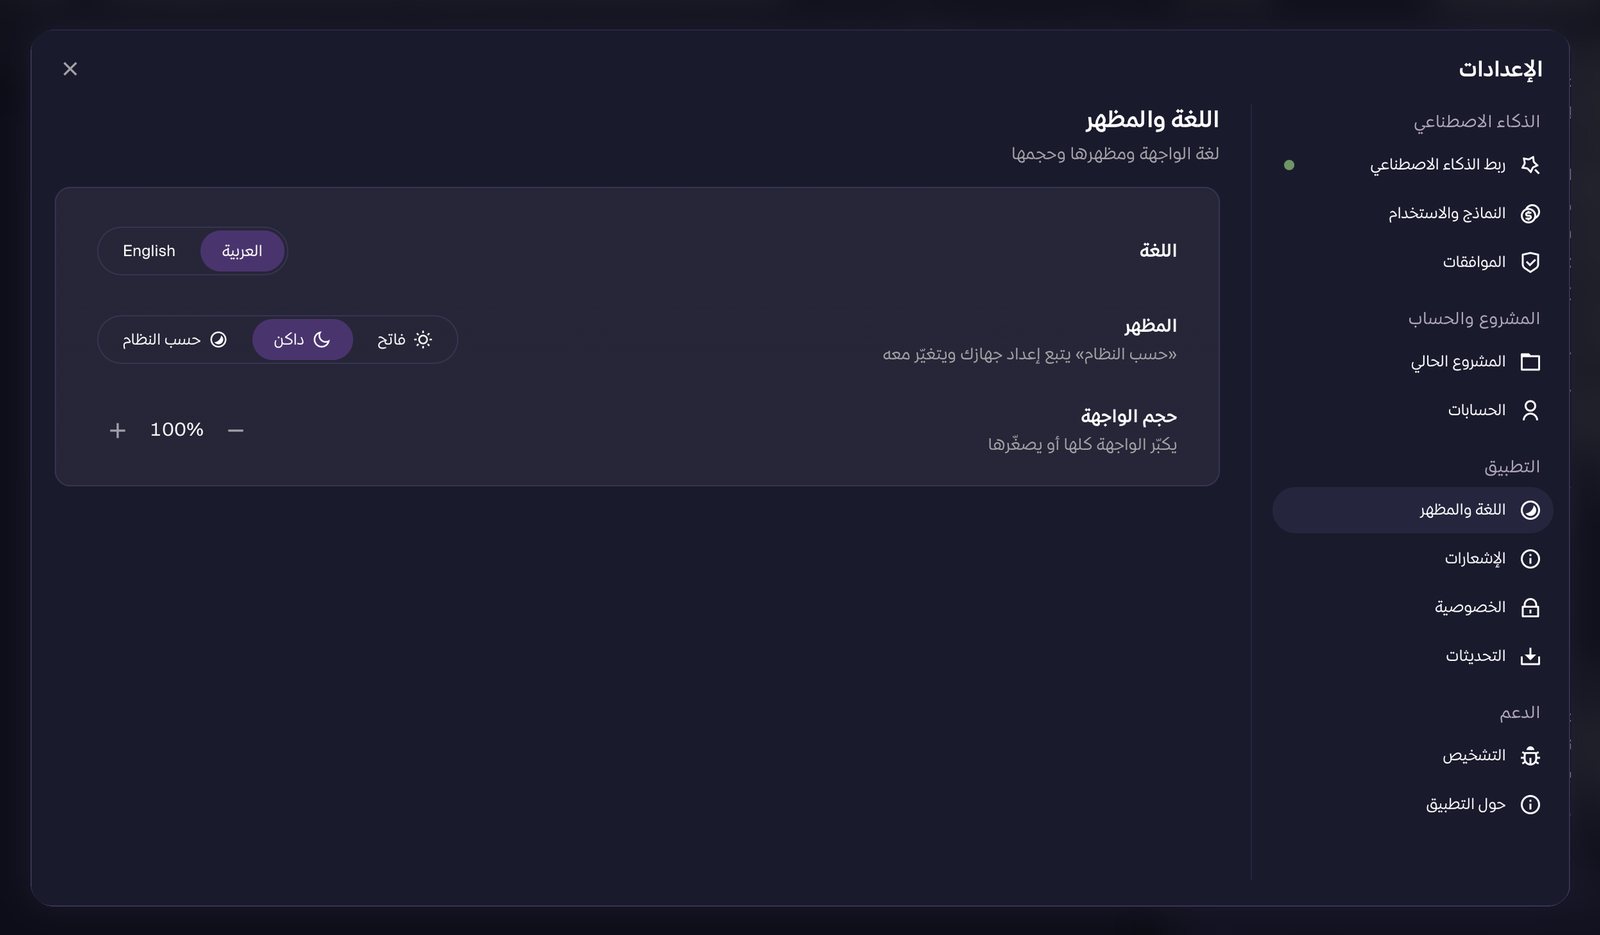 الإعدادات
الذكاء الاصطناعي
ربط الذكاء الاصطناعي
النماذج والاستخدام
الموافقات
المشروع والحساب
المشروع الحالي
الحسابات
التطبيق
اللغة والمظهر
الإشعارات
الخصوصية
التحديثات
الدعم
التشخيص
حول التطبيق
اللغة والمظهر
لغة الواجهة ومظهرها وحجمها
اللغة
العربية English
المظهر
«حسب النظام» يتبع إعداد جهازك ويتغيّر معه
فاتح داكن حسب النظام
حجم الواجهة
يكبّر الواجهة كلها أو يصغّرها
− 100% +